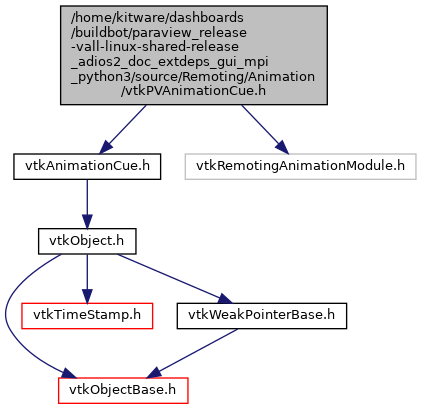 /home/kitware/dashboards
/buildbot/paraview_release
-vall-linux-shared-release
_adios2_doc_extdeps_gui_mpi
_python3/source/Remoting/Animation
/vtkPVAnimationCue.h
vtkAnimationCue.h
vtkRemotingAnimationModule.h
vtkObject.h
vtkTimeStamp.h
vtkWeakPointerBase.h
vtkObjectBase.h